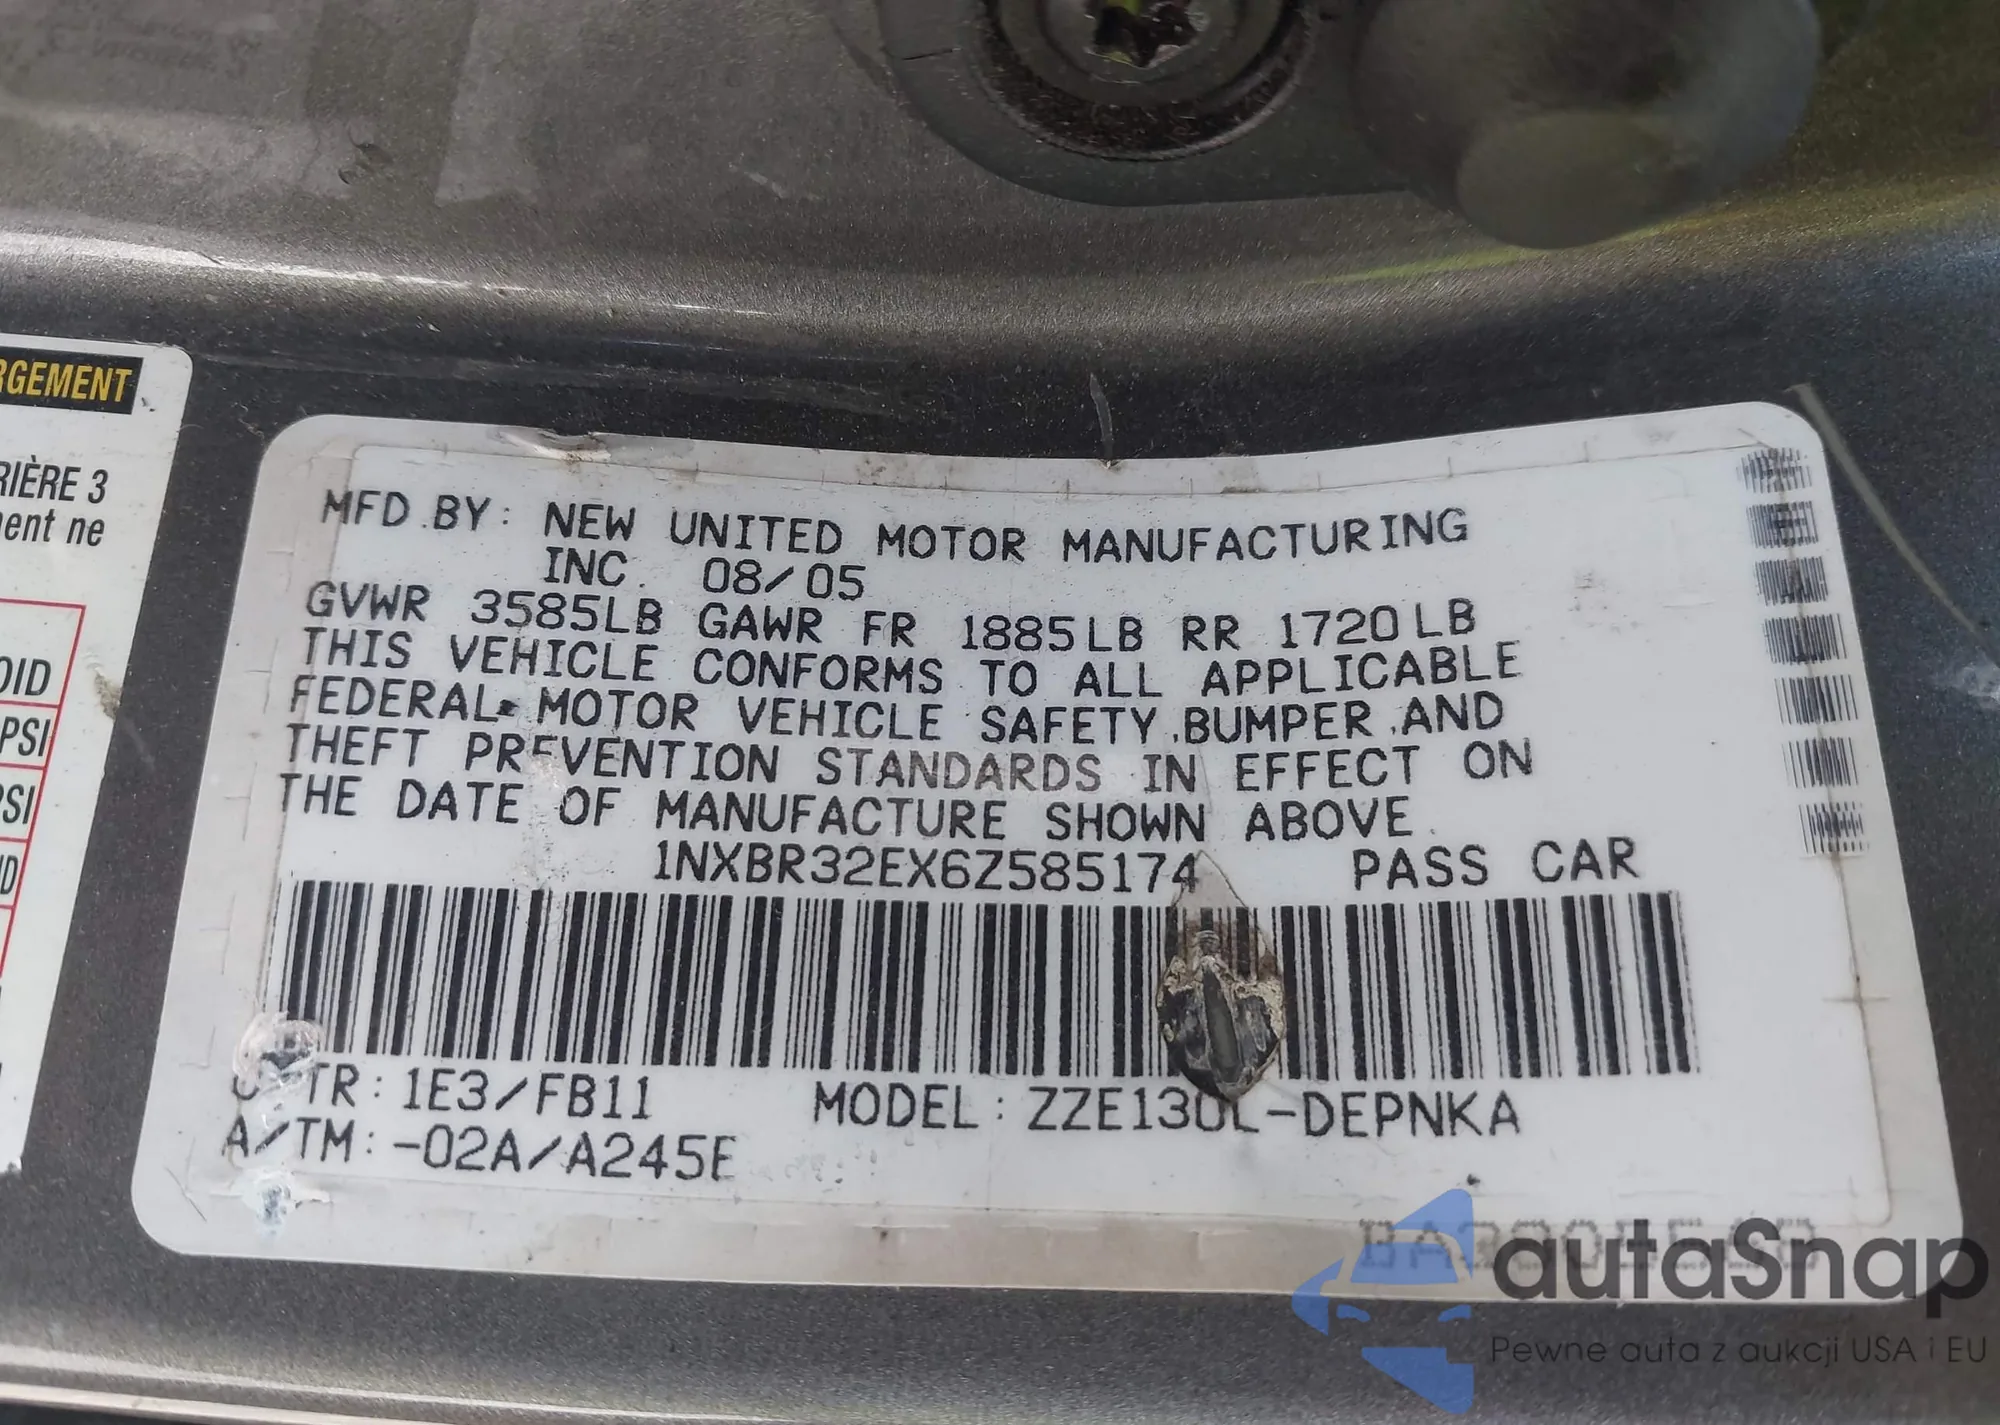 RGEMENT
RIÈRE 3
ment ne
OID
PSI
PSI
MFD.BY: NEW UNITED MOTOR MANUFACTURING
INC. 08/05
GVWR 3585LB GAWR FR 1885LB RR 1720LB
THIS VEHICLE CONFORMS TO ALL APPLICABLE
FEDERAL MOTOR VEHICLE SAFETY,BUMPER,AND
THEFT PREVENTION STANDARDS IN EFFECT ON
THE DATE OF MANUFACTURE SHOWN ABOVE.
1NXBR32EX6Z585174 PASS CAR
C/TR: 1E3/FB11 MODEL: ZZE130L-DEPNKA
A/TM: -02A/A245E
autaSnap
Pewne auta z aukcji USA i EU